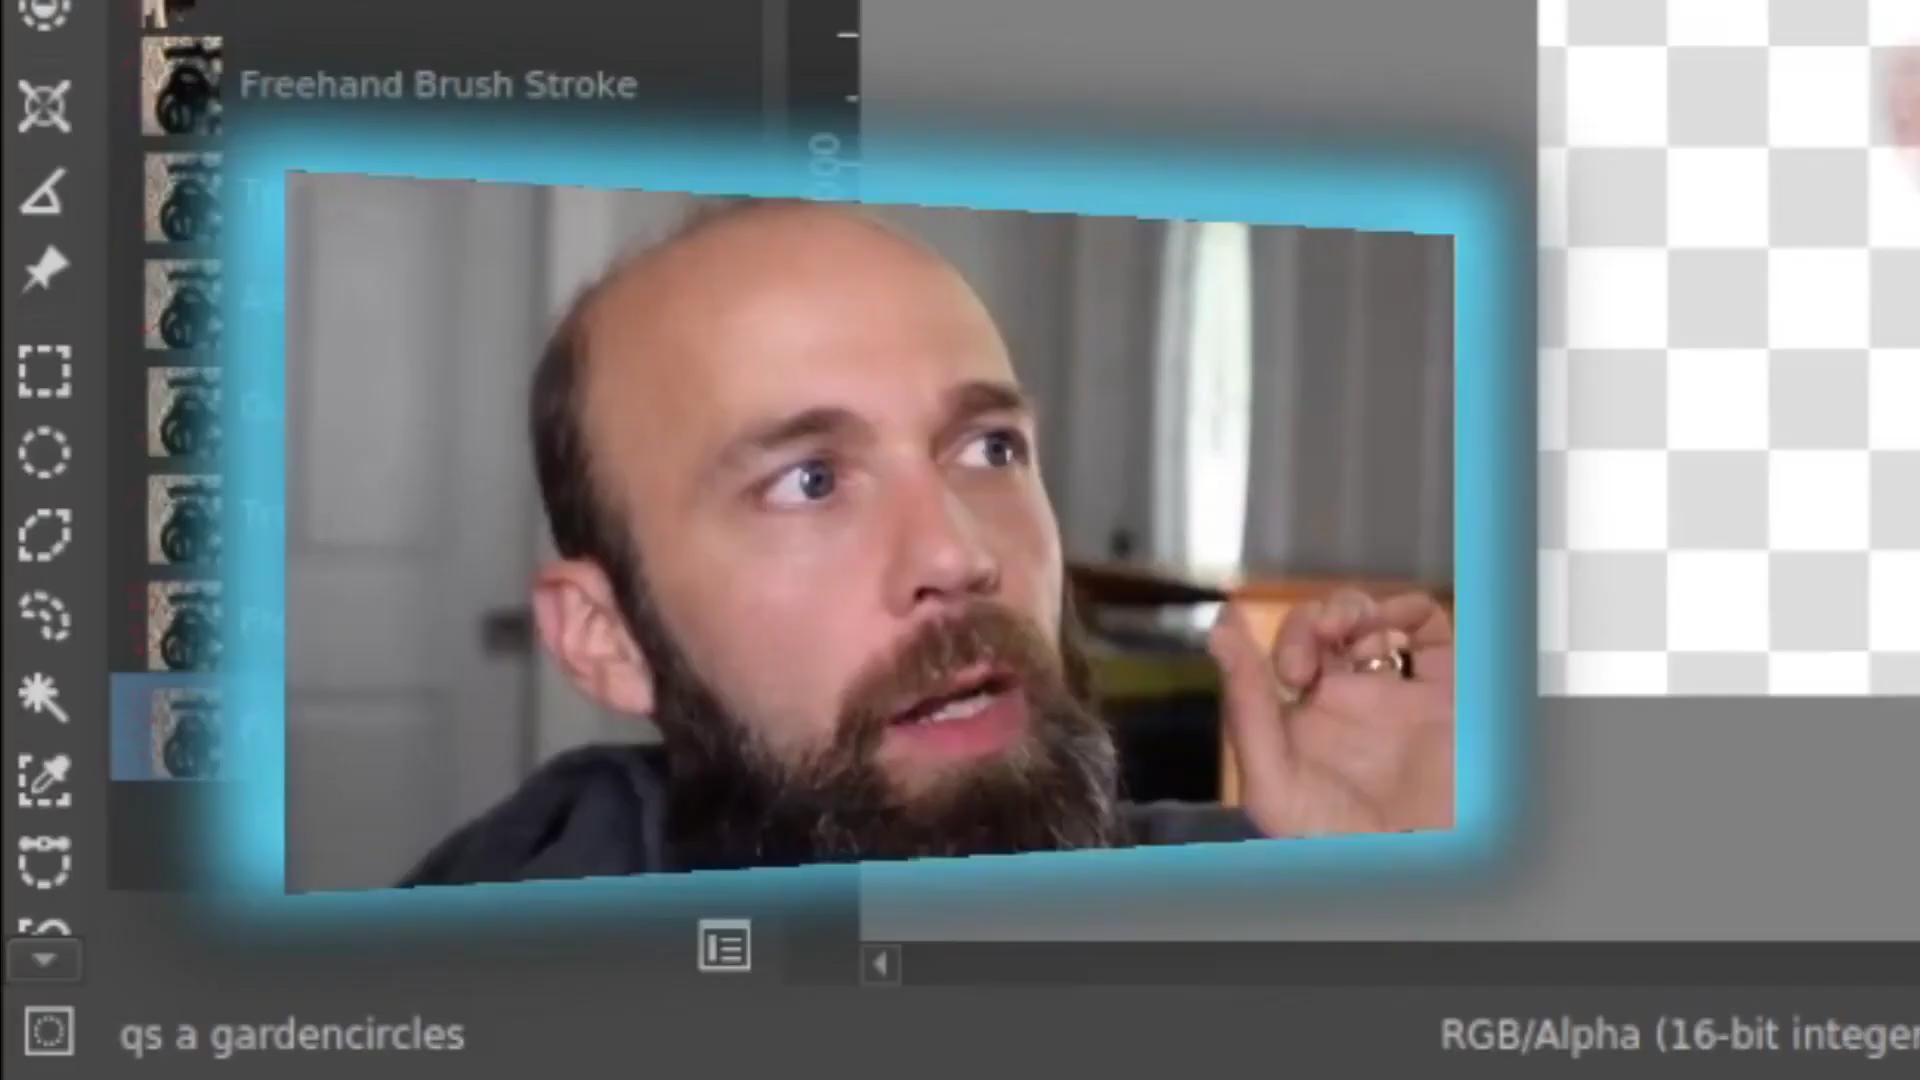 Freehand Brush Stroke
qs a gardencircles
RGB/Alpha (16-bit integer